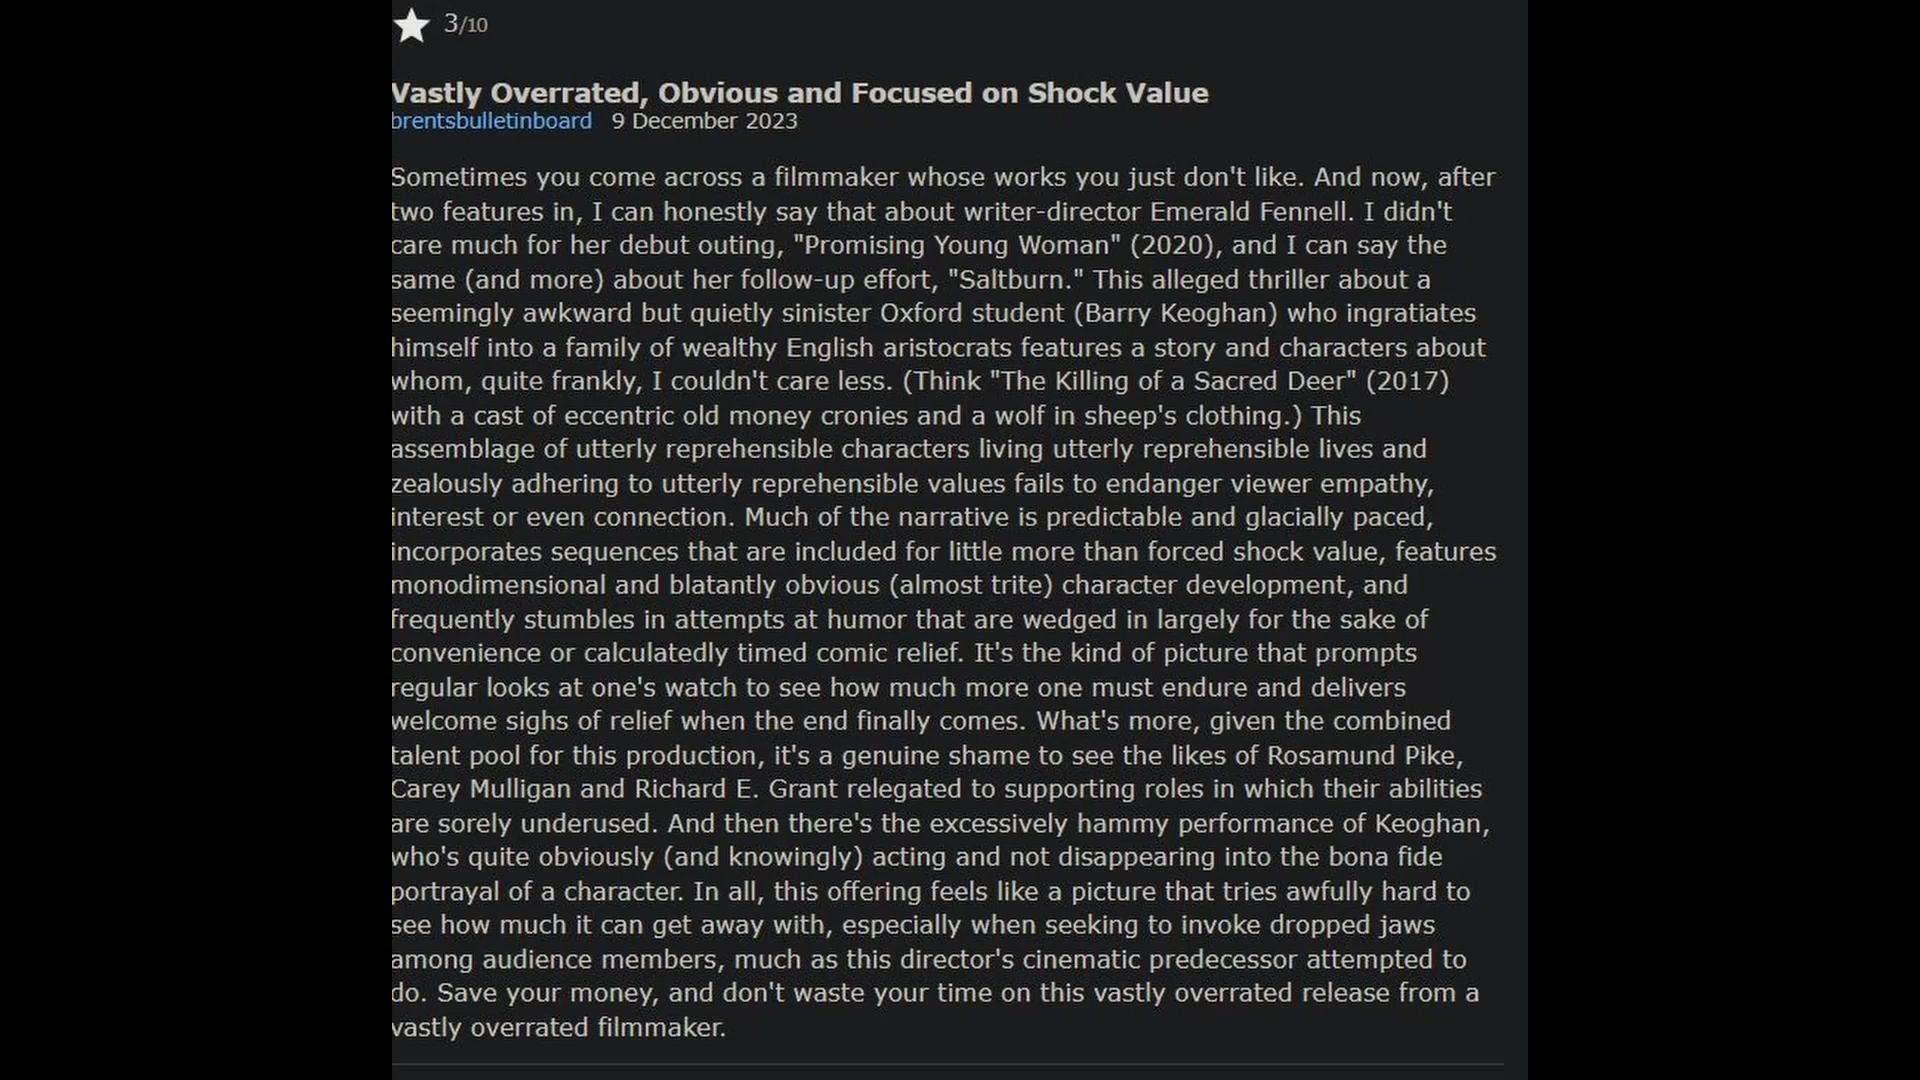 3/10
Vastly Overrated, Obvious and Focused on Shock Value
brentsbulletinboard 9 December 2023
Sometimes you come across a filmmaker whose works you just don't like. And now, after
two features in, I can honestly say that about writer-director Emerald Fennell. I didn't
care much for her debut outing, "Promising Young Woman" (2020), and I can say the
same (and more) about her follow-up effort, "Saltburn." This alleged thriller about a
seemingly awkward but quietly sinister Oxford student (Barry Keoghan) who ingratiates
himself into a family of wealthy English aristocrats features a story and characters about
whom, quite frankly, I couldn't care less. (Think "The Killing of a Sacred Deer" (2017)
with a cast of eccentric old money cronies and a wolf in sheep's clothing.) This
assemblage of utterly reprehensible characters living utterly reprehensible lives and
zealously adhering to utterly reprehensible values fails to endanger viewer empathy,
interest or even connection. Much of the narrative is predictable and glacially paced,
incorporates sequences that are included for little more than forced shock value, features
monodimensional and blatantly obvious (almost trite) character development, and
frequently stumbles in attempts at humor that are wedged in largely for the sake of
convenience or calculatedly timed comic relief. It's the kind of picture that prompts
regular looks at one's watch to see how much more one must endure and delivers
welcome sighs of relief when the end finally comes. What's more, given the combined
talent pool for this production, it's a genuine shame to see the likes of Rosamund Pike,
Carey Mulligan and Richard E. Grant relegated to supporting roles in which their abilities
are sorely underused. And then there's the excessively hammy performance of Keoghan,
who's quite obviously (and knowingly) acting and not disappearing into the bona fide
portrayal of a character. In all, this offering feels like a picture that tries awfully hard to
see how much it can get away with, especially when seeking to invoke dropped jaws
among audience members, much as this director's cinematic predecessor attempted to
do. Save your money, and don't waste your time on this vastly overrated release from a
vastly overrated filmmaker.